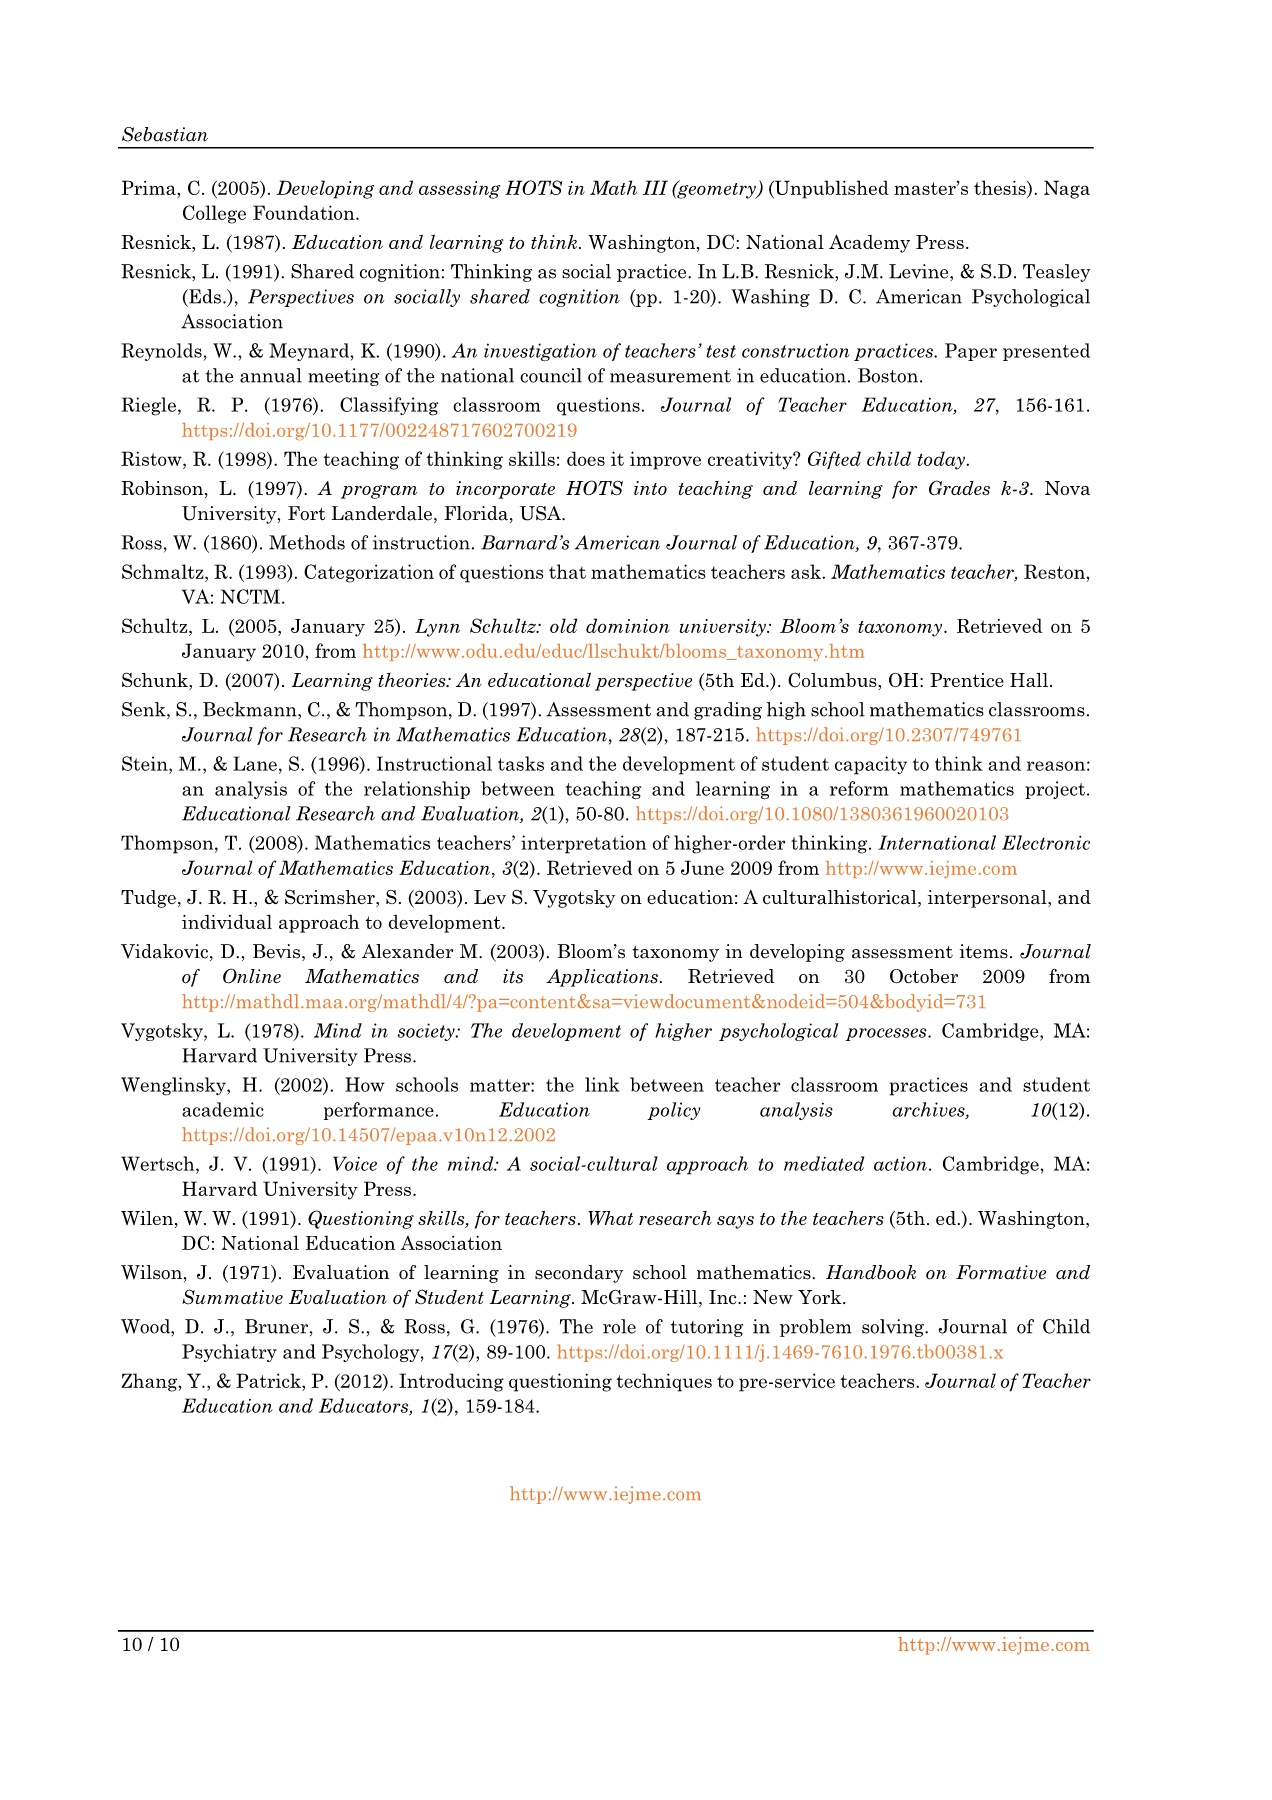 Sebastian
Prima, C. (2005). Developing and assessing HOTS in Math III (geometry) (Unpublished master’s thesis). Naga
College Foundation.
Resnick, L. (1987). Education and learning to think. Washington, DC: National Academy Press.
Resnick, L. (1991). Shared cognition: Thinking as social practice. In L.B. Resnick, J.M. Levine, & S.D. Teasley
(Eds.), Perspectives on socially shared cognition (pp. 1-20). Washing D. C. American Psychological
Association
Reynolds, W., & Meynard, K. (1990). An investigation of teachers’ test construction practices. Paper presented
at the annual meeting of the national council of measurement in education. Boston.
Riegle, R. P. (1976). Classifying classroom questions. Journal of Teacher Education, 27, 156-161.
https://doi.org/10.1177/002248717602700219
Ristow, R. (1998). The teaching of thinking skills: does it improve creativity? Gifted child today.
Robinson, L. (1997). A program to incorporate HOTS into teaching and learning for Grades k-3. Nova
University, Fort Landerdale, Florida, USA.
Ross, W. (1860). Methods of instruction. Barnard’s American Journal of Education, 9, 367-379.
Schmaltz, R. (1993). Categorization of questions that mathematics teachers ask. Mathematics teacher, Reston,
VA: NCTM.
Schultz, L. (2005, January 25). Lynn Schultz: old dominion university: Bloom’s taxonomy. Retrieved on 5
January 2010, from http://www.odu.edu/educ/llschukt/blooms_taxonomy.htm
Schunk, D. (2007). Learning theories: An educational perspective (5th Ed.). Columbus, OH: Prentice Hall.
Senk, S., Beckmann, C., & Thompson, D. (1997). Assessment and grading high school mathematics classrooms.
Journal for Research in Mathematics Education, 28(2), 187-215. https://doi.org/10.2307/749761
Stein, M., & Lane, S. (1996). Instructional tasks and the development of student capacity to think and reason:
an analysis of the relationship between teaching and learning in a reform mathematics project.
Educational Research and Evaluation, 2(1), 50-80. https://doi.org/10.1080/1380361960020103
Thompson, T. (2008). Mathematics teachers’ interpretation of higher-order thinking. International Electronic
Journal of Mathematics Education, 3(2). Retrieved on 5 June 2009 from http://www.iejme.com
Tudge, J. R. H., & Scrimsher, S. (2003). Lev S. Vygotsky on education: A culturalhistorical, interpersonal, and
individual approach to development.
Vidakovic, D., Bevis, J., & Alexander M. (2003). Bloom’s taxonomy in developing assessment items. Journal
of Online Mathematics and its Applications. Retrieved on 30 October 2009 from
http://mathdl.maa.org/mathdl/4/?pa=content&sa=viewdocument&nodeid=504&bodyid=731
Vygotsky, L. (1978). Mind in society: The development of higher psychological processes. Cambridge, MA:
Harvard University Press.
Wenglinsky, H. (2002). How schools matter: the link between teacher classroom practices and student
academic performance. Education policy analysis archives, 10(12).
https://doi.org/10.14507/epaa.v10n12.2002
Wertsch, J. V. (1991). Voice of the mind: A social-cultural approach to mediated action. Cambridge, MA:
Harvard University Press.
Wilen, W. W. (1991). Questioning skills, for teachers. What research says to the teachers (5th. ed.). Washington,
DC: National Education Association
Wilson, J. (1971). Evaluation of learning in secondary school mathematics. Handbook on Formative and
Summative Evaluation of Student Learning. McGraw-Hill, Inc.: New York.
Wood, D. J., Bruner, J. S., & Ross, G. (1976). The role of tutoring in problem solving. Journal of Child
Psychiatry and Psychology, 17(2), 89-100. https://doi.org/10.1111/j.1469-7610.1976.tb00381.x
Zhang, Y., & Patrick, P. (2012). Introducing questioning techniques to pre-service teachers. Journal of Teacher
Education and Educators, 1(2), 159-184.
http://www.iejme.com
10 / 10
http://www.iejme.com